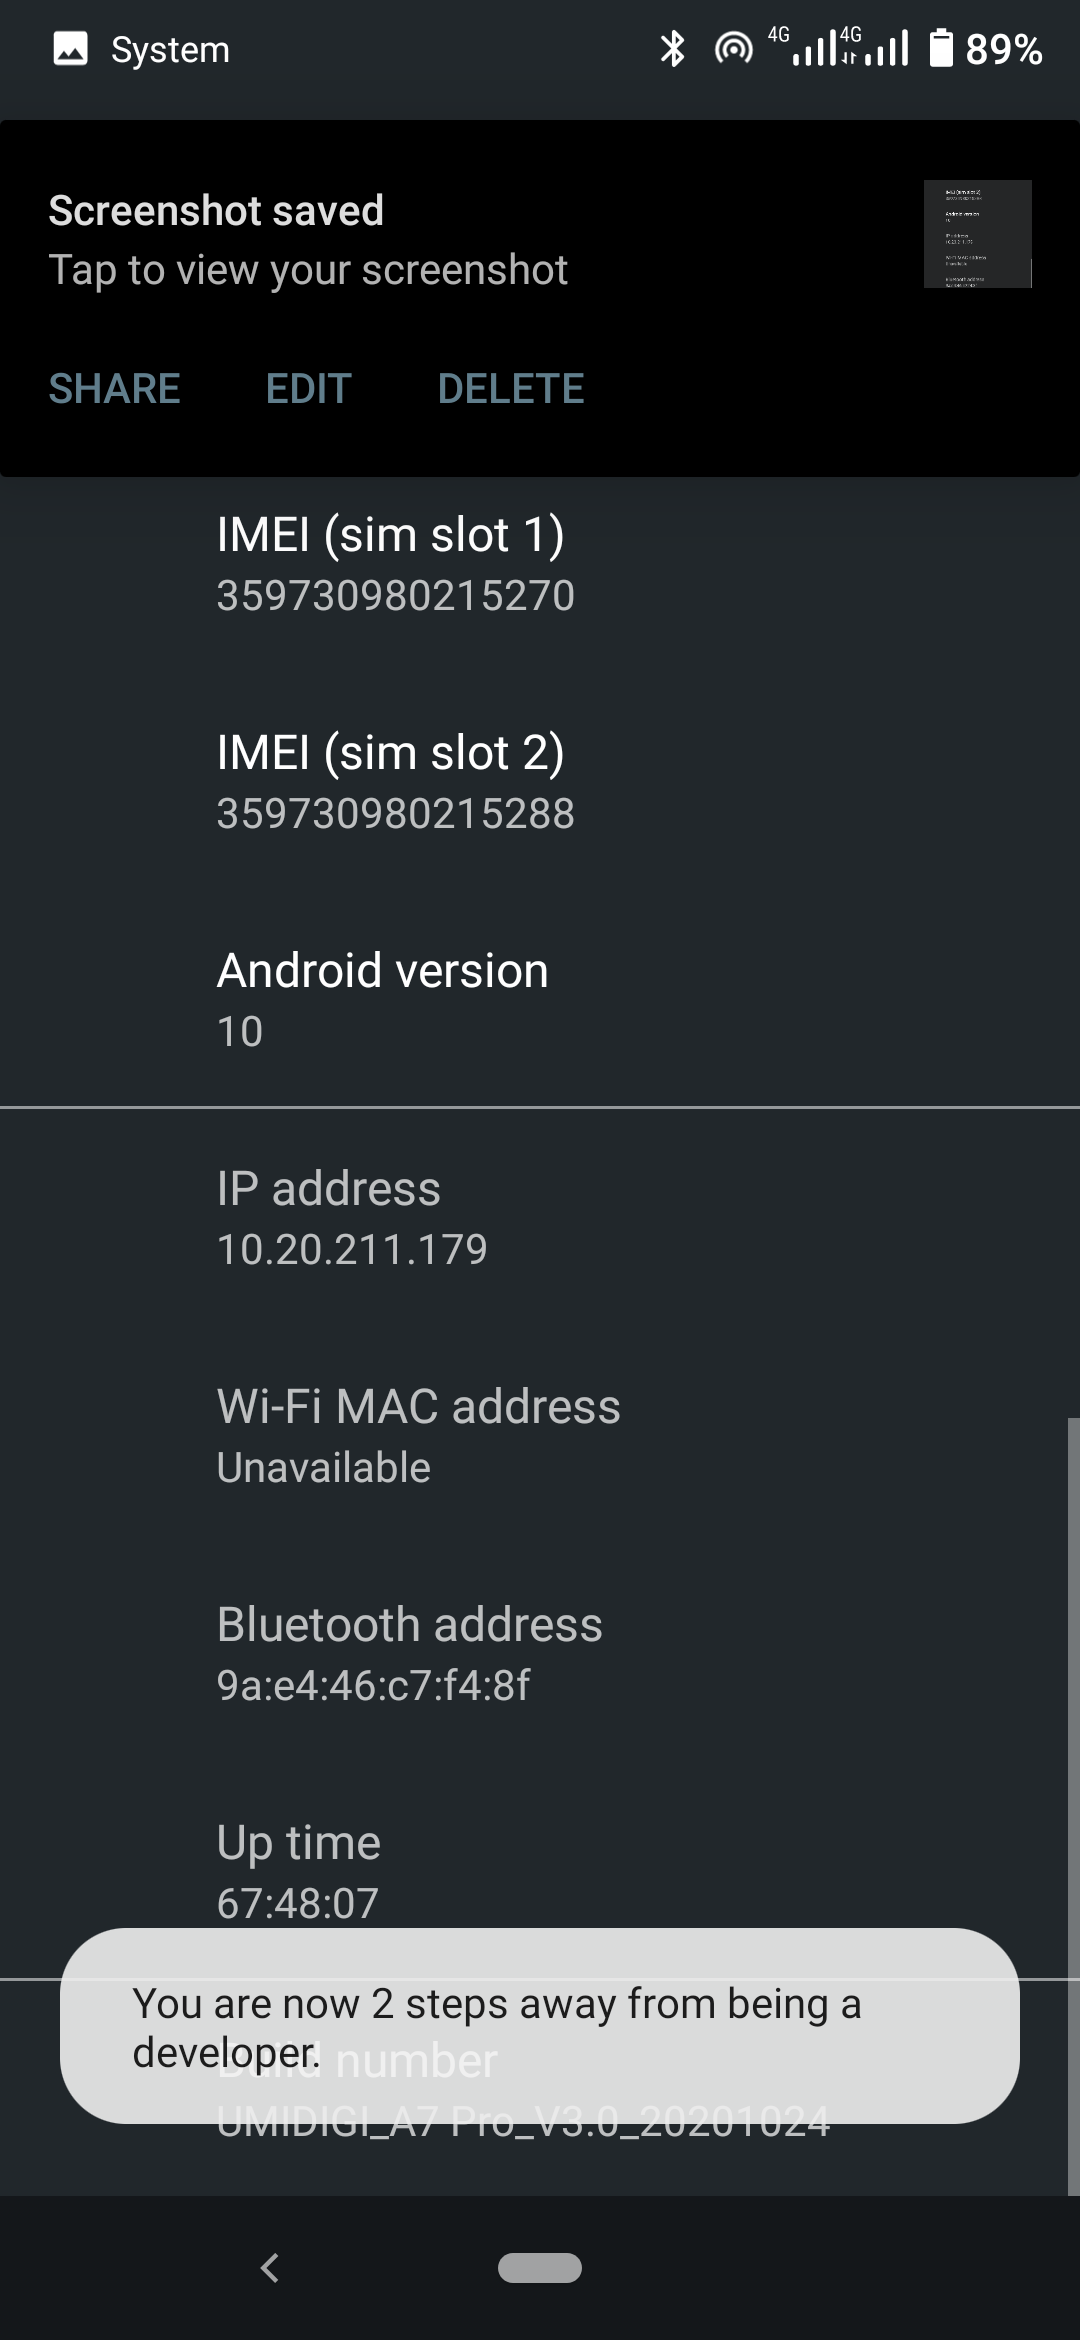 System
4G
4G
89%
Screenshot saved
Tap to view your screenshot
SHARE
EDIT
DELETE
IMEI (sim slot 1)
359730980215270
IMEI (sim slot 2)
359730980215288
Android version
10
IP address
10.20.211.179
Wi-Fi MAC address
Unavailable
Bluetooth address
9a:e4:46:c7:f4:8f
Up time
67:48:07
You are now 2 steps away from being a
developer.
Build number
UMIDIGI_A7 Pro_V3.0_20201024